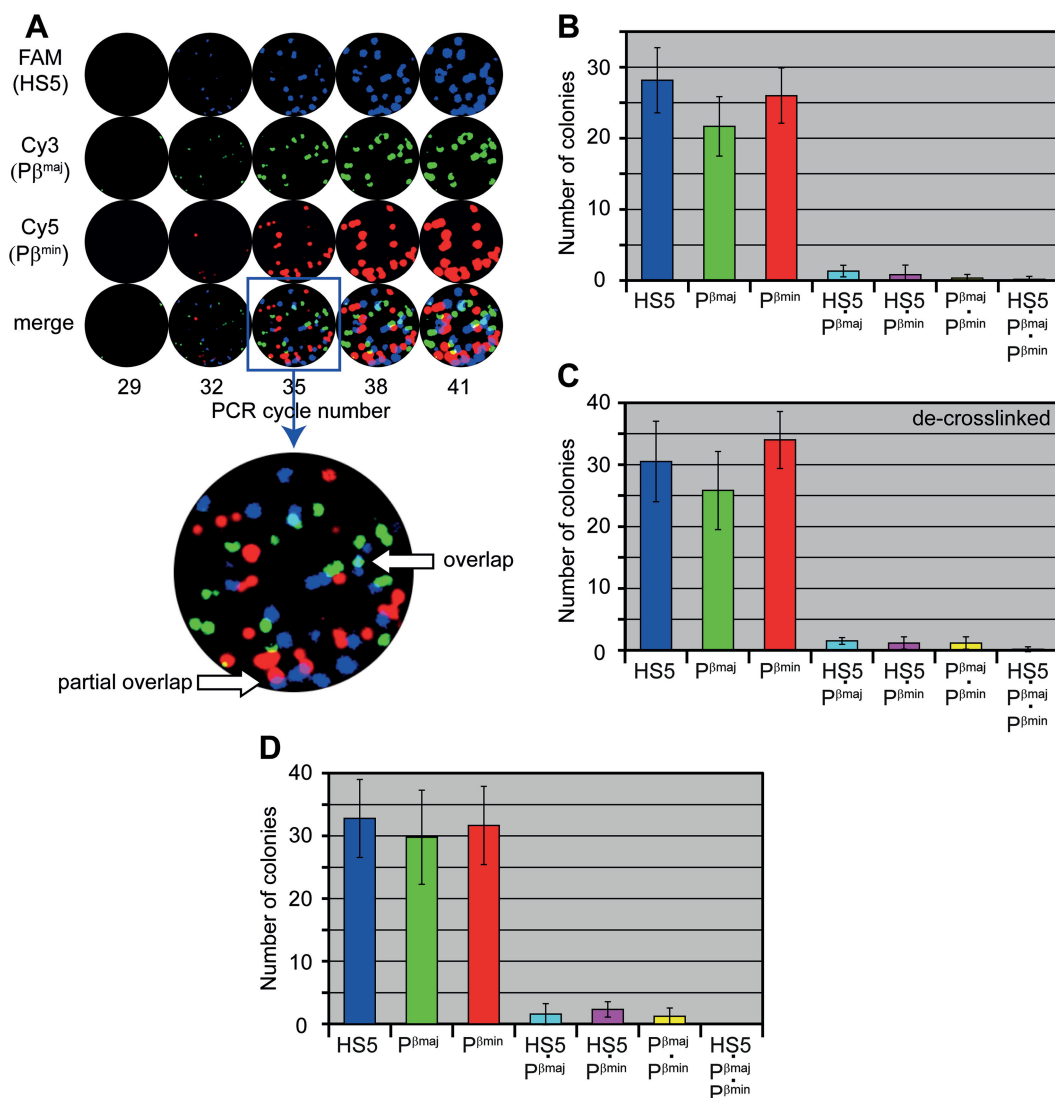 A
FAM
(HS5)
Cy3
(Pβmaj)
Cy5
(Pβmin)
merge
29 32 35 38 41
PCR cycle number
overlap
partial overlap
B
Number of colonies
30
20
10
0
HS5 Pβmaj Pβmin HS5 · Pβmaj HS5 · Pβmin Pβmaj · Pβmin HS5 · Pβmaj · Pβmin
C
de-crosslinked
Number of colonies
40
30
20
10
0
HS5 Pβmaj Pβmin HS5 · Pβmaj HS5 · Pβmin Pβmaj · Pβmin HS5 · Pβmaj · Pβmin
D
Number of colonies
40
30
20
10
0
HS5 Pβmaj Pβmin HS5 · Pβmaj HS5 · Pβmin Pβmaj · Pβmin HS5 · Pβmaj · Pβmin